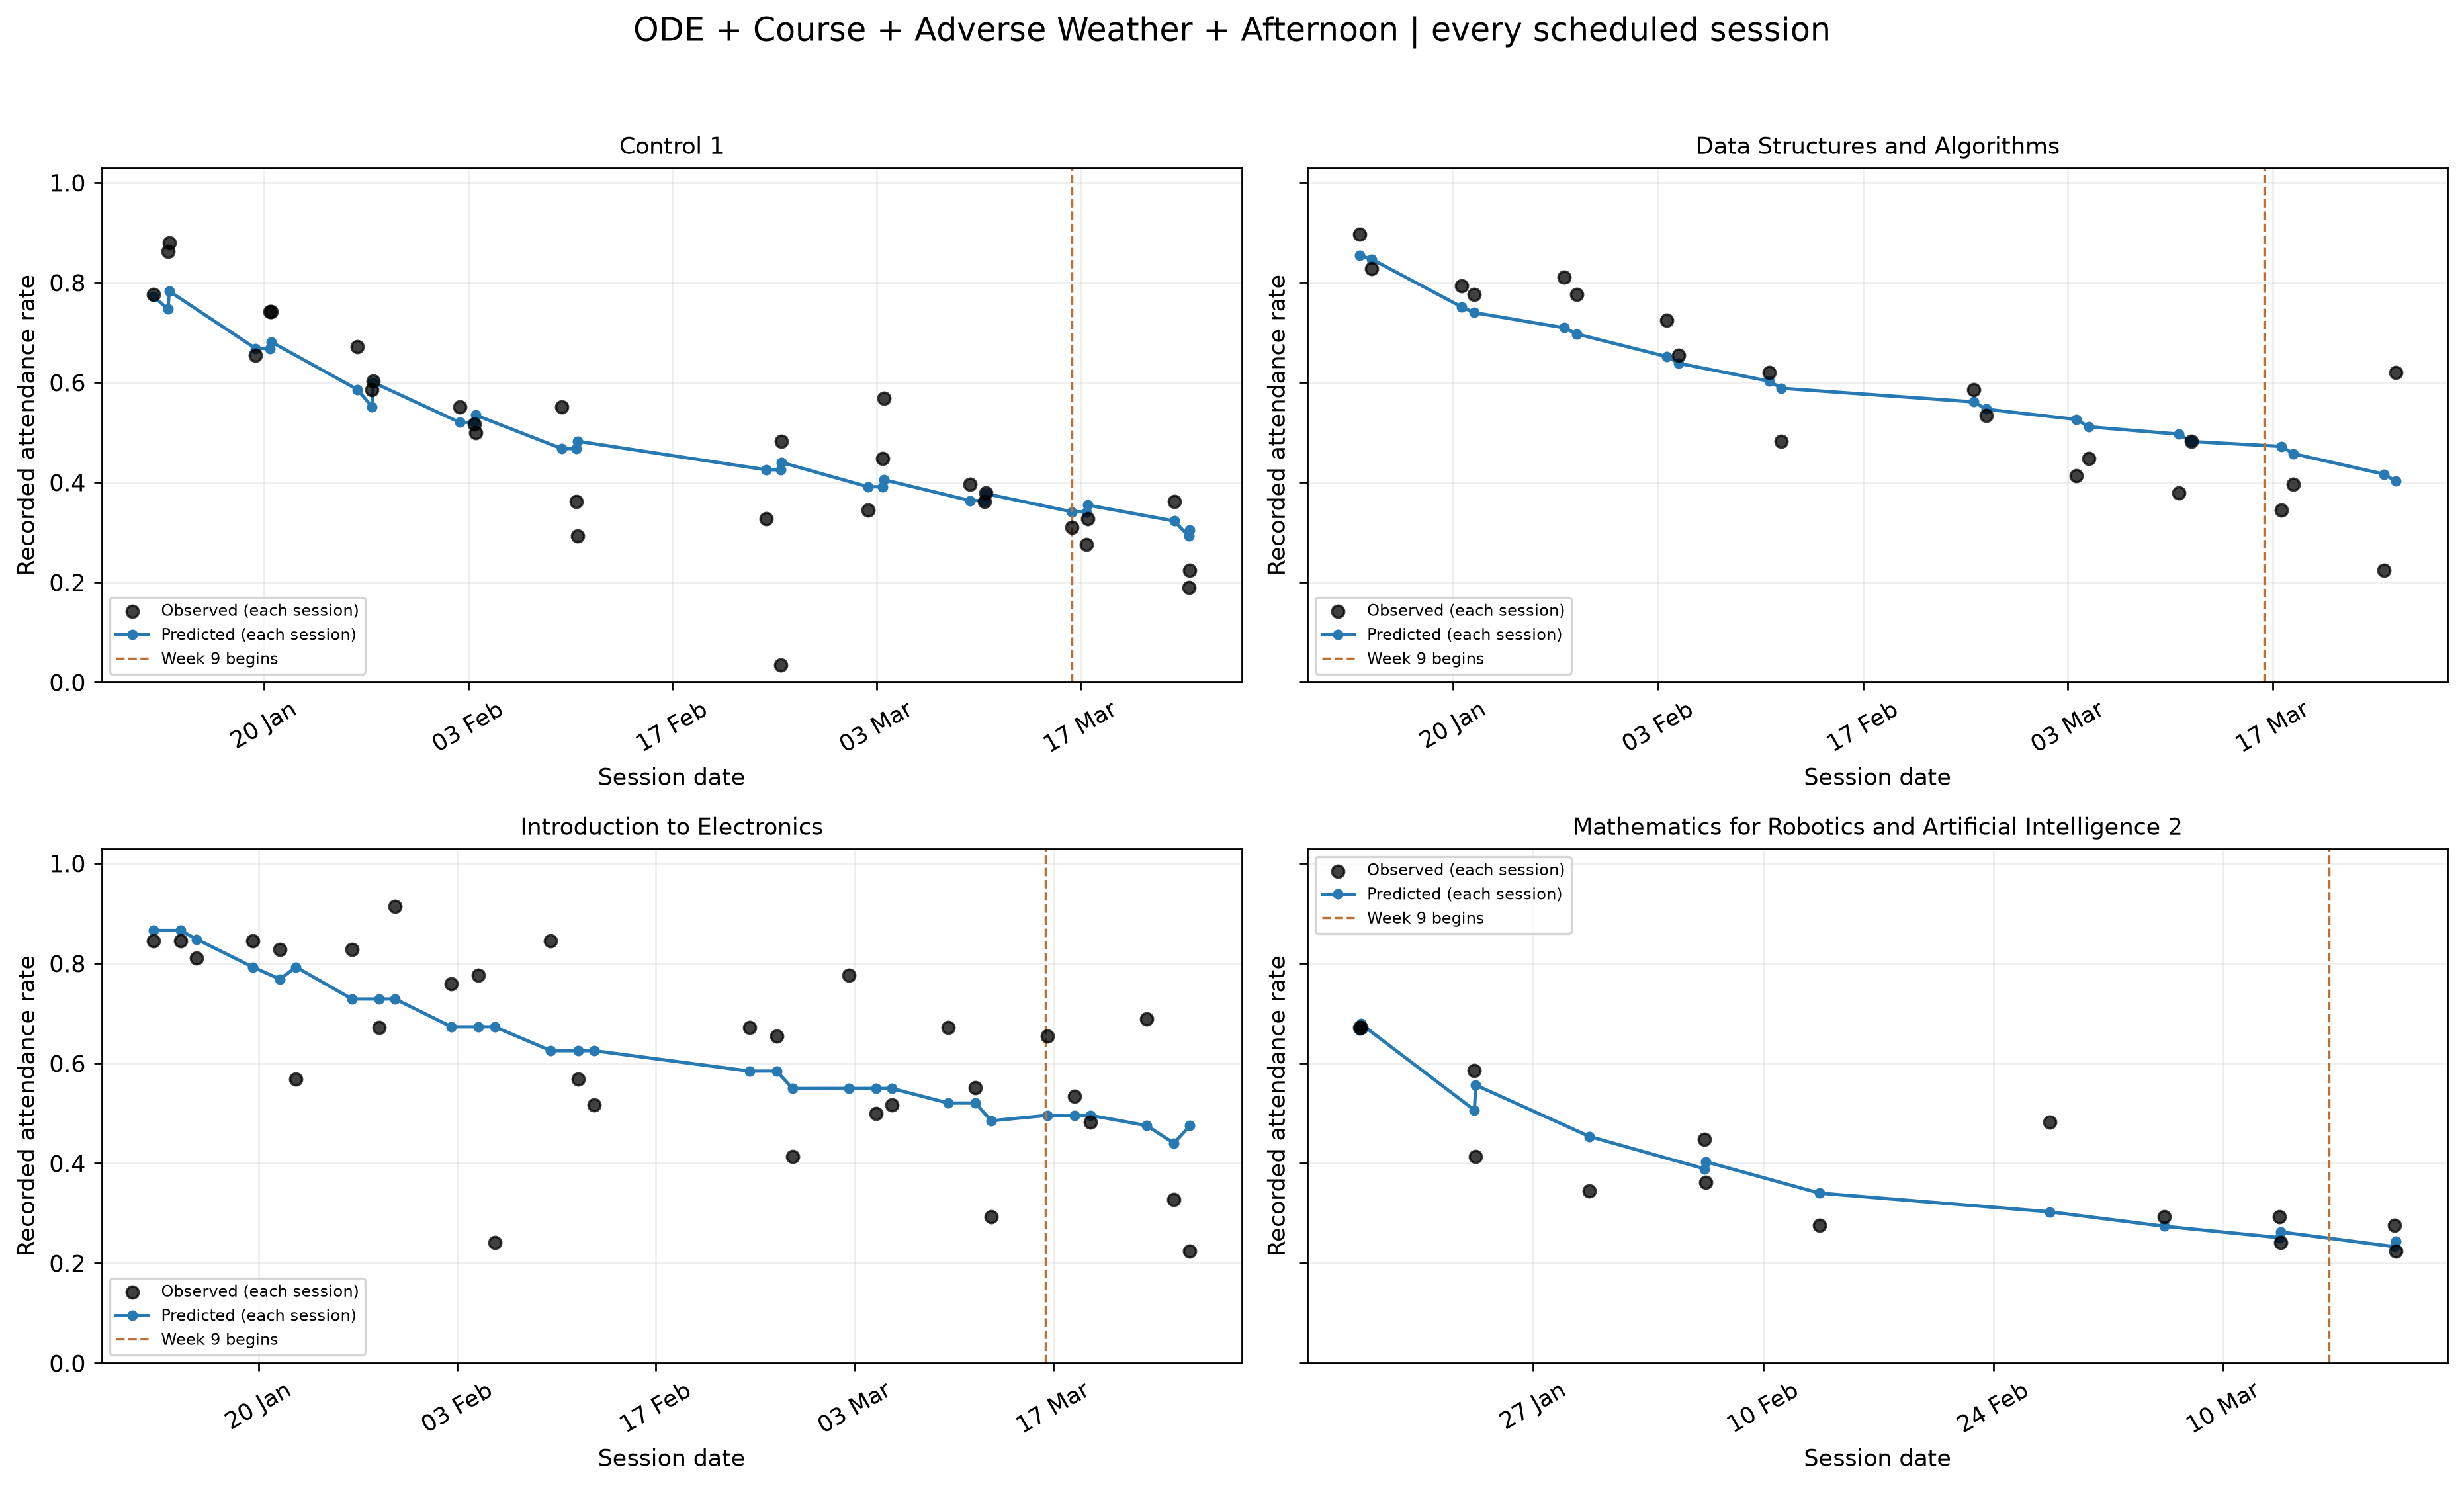 ODE + Course + Adverse Weather + Afternoon | every scheduled session
Control 1
Recorded attendance rate
1.0
0.8
0.6
0.4
0.2
0.0
Observed (each session)
Predicted (each session)
Week 9 begins
20 Jan
03 Feb
17 Feb
03 Mar
17 Mar
Session date
Data Structures and Algorithms
Recorded attendance rate
Observed (each session)
Predicted (each session)
Week 9 begins
20 Jan
03 Feb
17 Feb
03 Mar
17 Mar
Session date
Introduction to Electronics
Recorded attendance rate
1.0
0.8
0.6
0.4
0.2
0.0
Observed (each session)
Predicted (each session)
Week 9 begins
20 Jan
03 Feb
17 Feb
03 Mar
17 Mar
Session date
Mathematics for Robotics and Artificial Intelligence 2
Recorded attendance rate
Observed (each session)
Predicted (each session)
Week 9 begins
27 Jan
10 Feb
24 Feb
10 Mar
Session date